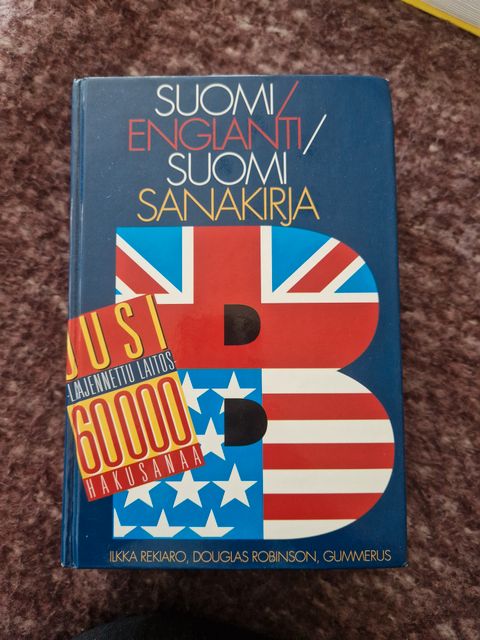 SUOMI/
ENGLANTI/
SUOMI
SANAKIRJA
UUSI
LAAJENNETTU LAITOS
60000
HAKUSANAA
ILKKA REKIARO, DOUGLAS ROBINSON, GUMMERUS